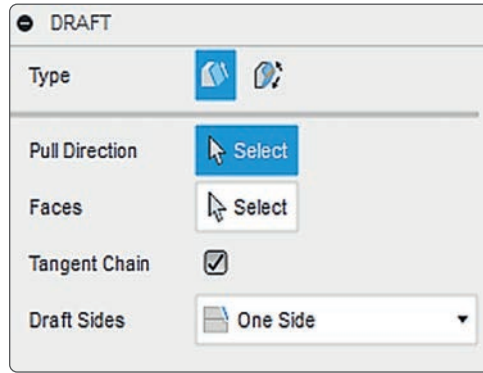 DRAFT
Type
Pull Direction Select
Faces Select
Tangent Chain
Draft Sides One Side